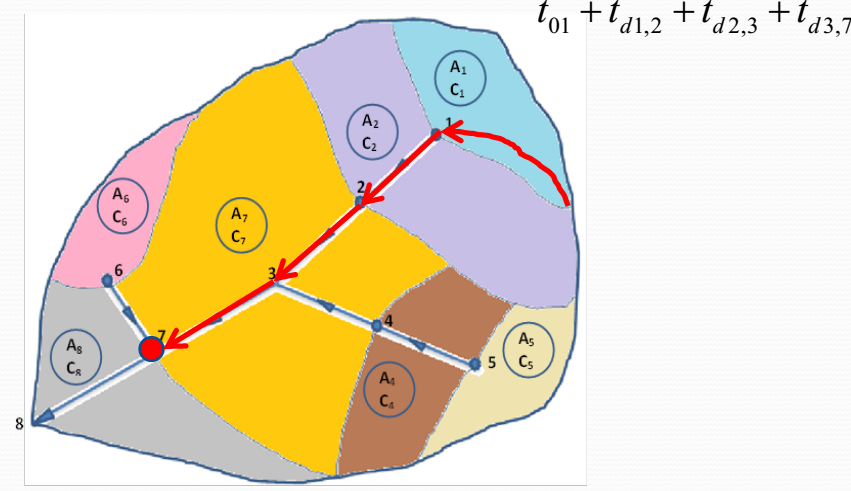 t01 + td1,2 + td2,3 + td3,7
A1
C1
1
A2
C2
2
A6
C6
A7
C7
6
3
7
4
A8
C8
A5
C5
5
A4
C4
8